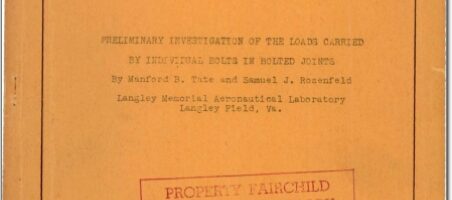 PRELIMINARY INVESTIGATION OF THE LOADS CARRIED
BY INDIVIDUAL BOLTS IN BOLTED JOINTS
By Manford B. Tate and Samuel J. Rosenfeld
Langley Memorial Aeronautical Laboratory
Langley Field, Va.
PROPERTY FAIRCHILD